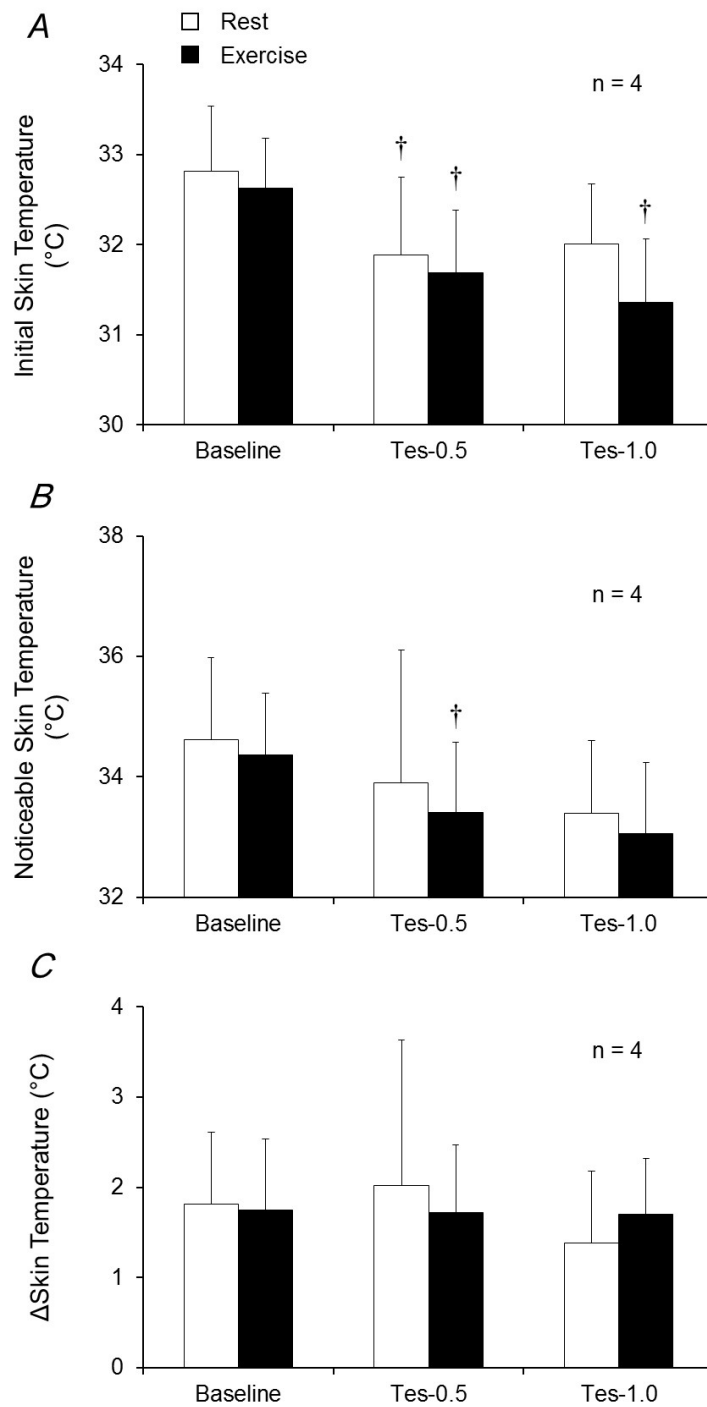 A
Rest
Exercise
Initial Skin Temperature
(°C)
34
33
32
31
30
†
†
†
n = 4
Baseline
Tes-0.5
Tes-1.0
B
Noticeable Skin Temperature
(°C)
38
36
34
32
†
n = 4
Baseline
Tes-0.5
Tes-1.0
C
ΔSkin Temperature (°C)
4
3
2
1
0
n = 4
Baseline
Tes-0.5
Tes-1.0